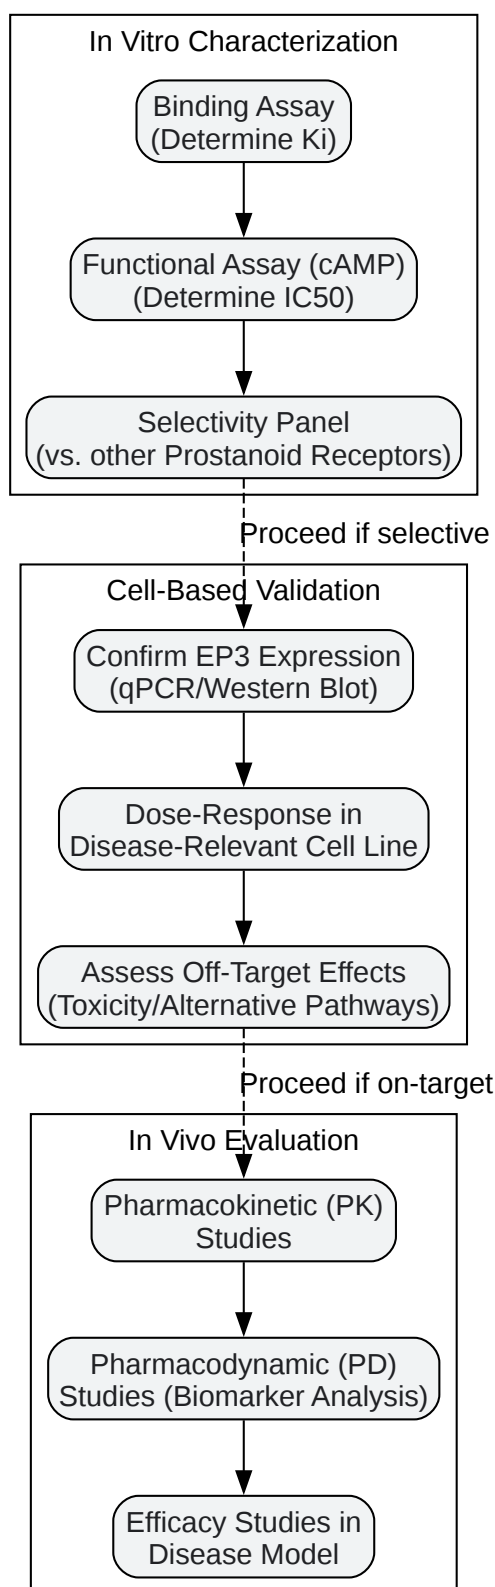 In Vitro Characterization
Binding Assay
(Determine Ki)
Functional Assay (cAMP)
(Determine IC50)
Selectivity Panel
(vs. other Prostanoid Receptors)
Proceed if selective
Cell-Based Validation
Confirm EP3 Expression
(qPCR/Western Blot)
Dose-Response in
Disease-Relevant Cell Line
Assess Off-Target Effects
(Toxicity/Alternative Pathways)
Proceed if on-target
In Vivo Evaluation
Pharmacokinetic (PK)
Studies
Pharmacodynamic (PD)
Studies (Biomarker Analysis)
Efficacy Studies in
Disease Model